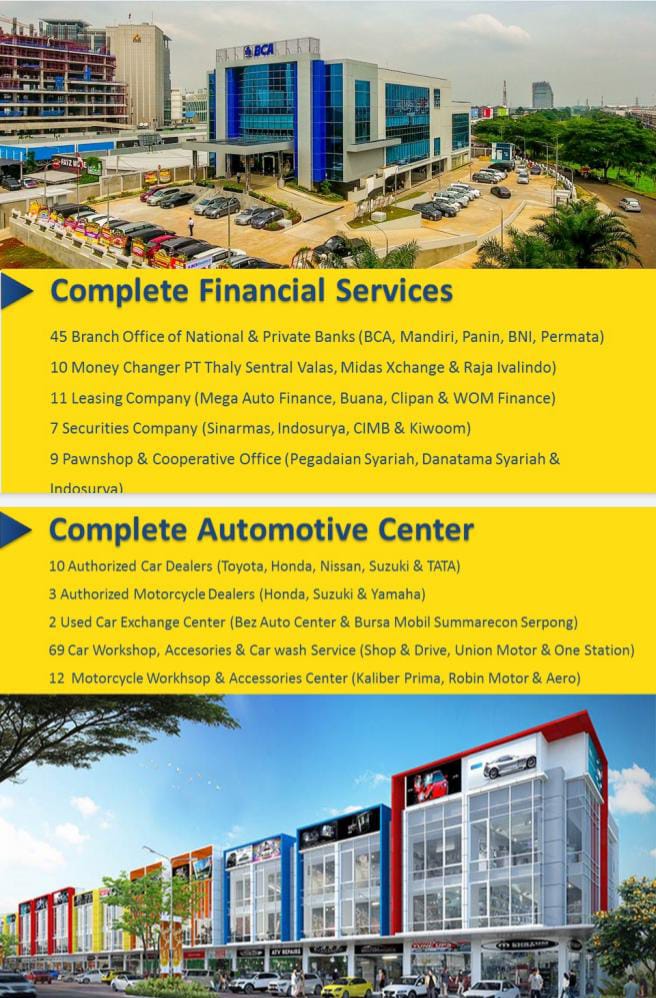 BCA
Complete Financial Services
45 Branch Office of National & Private Banks (BCA, Mandiri, Panin, BNI, Permata)
10 Money Changer PT Thaly Sentral Valas, Midas Xchange & Raja Ivalindo)
11 Leasing Company (Mega Auto Finance, Buana, Clipan & WOM Finance)
7 Securities Company (Sinarmas, Indosurya, CIMB & Kiwoom)
9 Pawnshop & Cooperative Office (Pegadaian Syariah, Danatama Syariah &
Indosurya)
Complete Automotive Center
10 Authorized Car Dealers (Toyota, Honda, Nissan, Suzuki & TATA)
3 Authorized Motorcycle Dealers (Honda, Suzuki & Yamaha)
2 Used Car Exchange Center (Bez Auto Center & Bursa Mobil Summarecon Serpong)
69 Car Workshop, Accesories & Car wash Service (Shop & Drive, Union Motor & One Station)
12 Motorcycle Workhsop & Accessories Center (Kaliber Prima, Robin Motor & Aero)
ATV REPAIRS